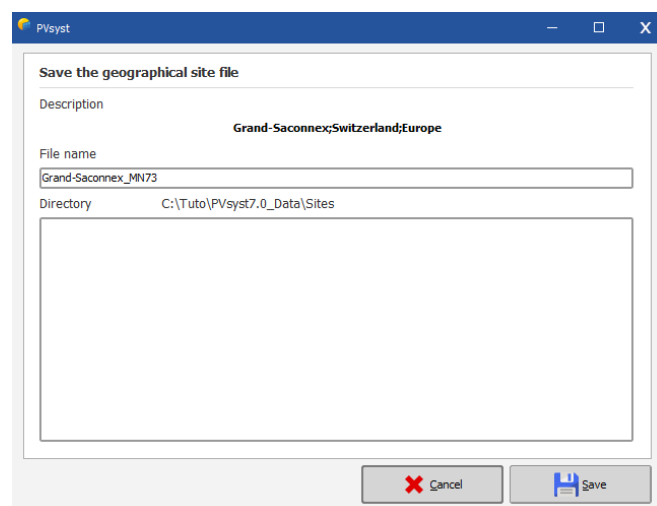 PVsyst
Save the geographical site file
Description
Grand-Saconnex;Switzerland;Europe
File name
Grand-Saconnex_MN73
Directory C:\Tuto\PVsyst7.0_Data\Sites
Cancel Save